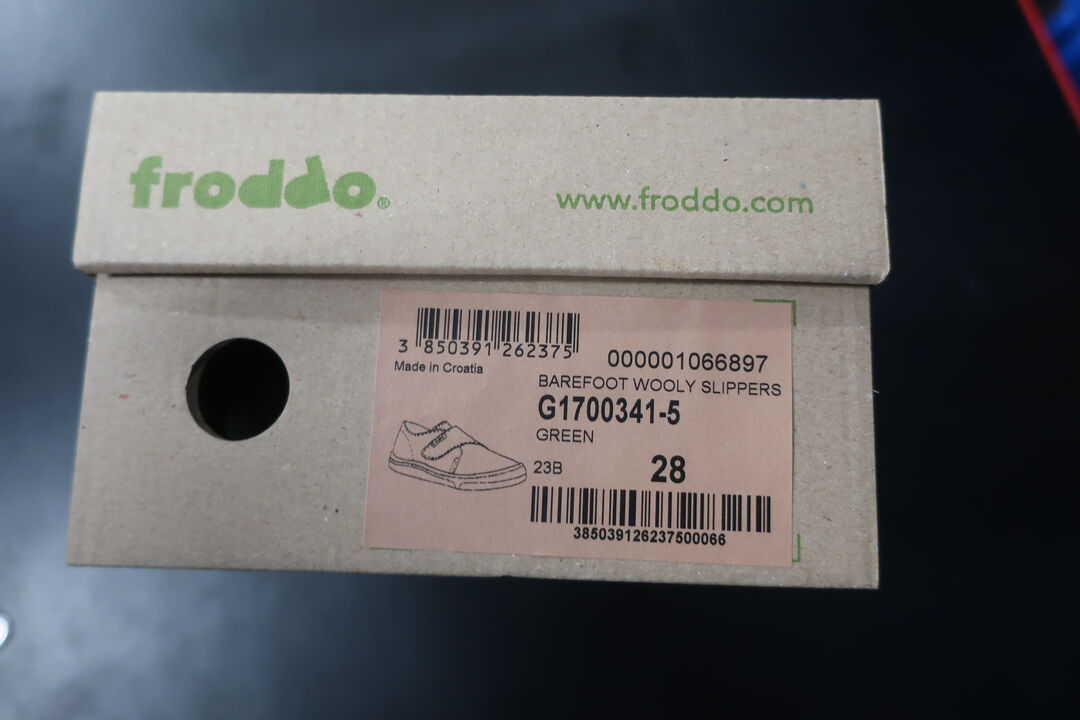 froddo®
www.froddo.com
3 850391 262375
000001066897
Made in Croatia
BAREFOOT WOOLY SLIPPERS
G1700341-5
GREEN
23B
28
385039126237500066